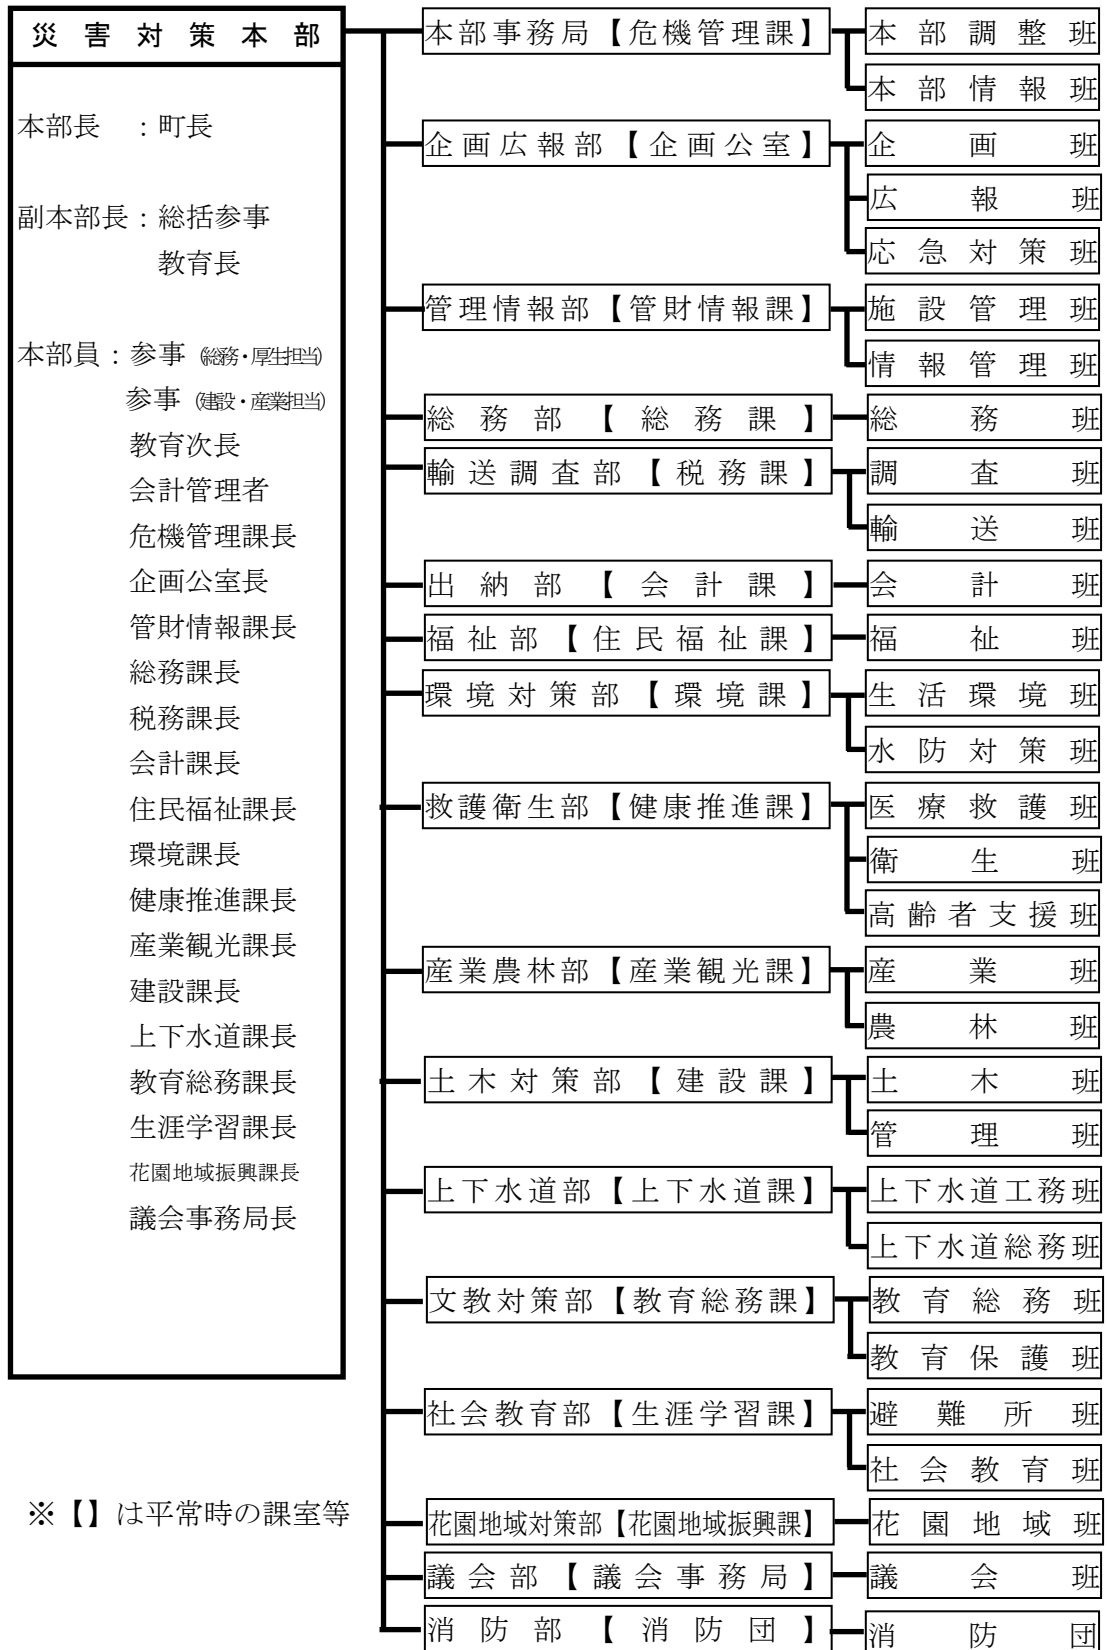 災害対策本部
本部長 ：町長
副本部長：総括参事
教育長
本部員：参事（総務・厚生担当）
参事（建設・産業担当）
教育次長
会計管理者
危機管理課長
企画公室長
管財情報課長
総務課長
税務課長
会計課長
住民福祉課長
環境課長
健康推進課長
産業観光課長
建設課長
上下水道課長
教育総務課長
生涯学習課長
花園地域振興課長
議会事務局長
※【】は平常時の課室等
本部事務局【危機管理課】
本部調整班
本部情報班
企画広報部【企画公室】
企画班
広報班
応急対策班
管理情報部【管財情報課】
施設管理班
情報管理班
総務部【総務課】
総務班
輸送調査部【税務課】
調査班
輸送班
出納部【会計課】
会計班
福祉部【住民福祉課】
福祉班
環境対策部【環境課】
生活環境班
水防対策班
救護衛生部【健康推進課】
医療救護班
衛生班
高齢者支援班
産業農林部【産業観光課】
産業班
農林班
土木対策部【建設課】
土木班
管理班
上下水道部【上下水道課】
上下水道工務班
上下水道総務班
文教対策部【教育総務課】
教育総務班
教育保護班
社会教育部【生涯学習課】
避難所班
社会教育班
花園地域対策部【花園地域振興課】
花園地域班
議会部【議会事務局】
議会班
消防部【消防団】
消防団